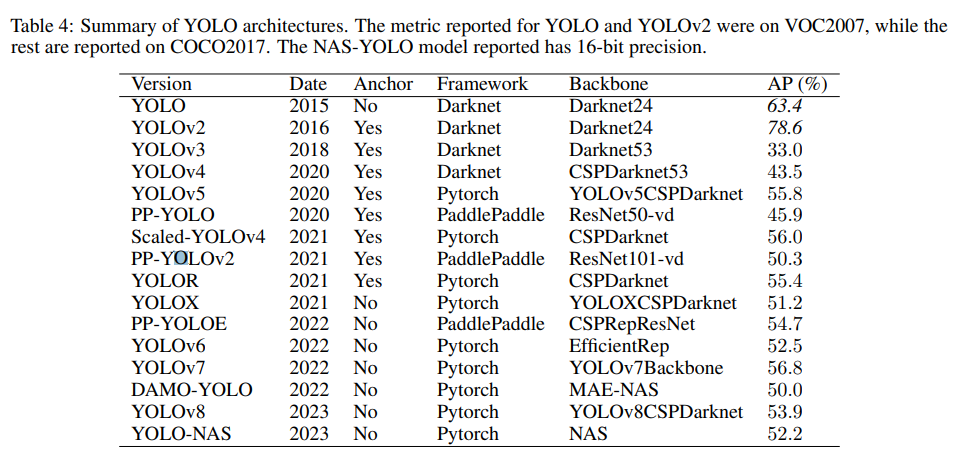 Table 4: Summary of YOLO architectures. The metric reported for YOLO and YOLOv2 were on VOC2007, while the
rest are reported on COCO2017. The NAS-YOLO model reported has 16-bit precision.
Version Date Anchor Framework Backbone AP (%)
YOLO 2015 No Darknet Darknet24 63.4
YOLOv2 2016 Yes Darknet Darknet24 78.6
YOLOv3 2018 Yes Darknet Darknet53 33.0
YOLOv4 2020 Yes Darknet CSPDarknet53 43.5
YOLOv5 2020 Yes Pytorch YOLOv5CSPDarknet 55.8
PP-YOLO 2020 Yes PaddlePaddle ResNet50-vd 45.9
Scaled-YOLOv4 2021 Yes Pytorch CSPDarknet 56.0
PP-YOLOv2 2021 Yes PaddlePaddle ResNet101-vd 50.3
YOLOR 2021 Yes Pytorch CSPDarknet 55.4
YOLOX 2021 No Pytorch YOLOXCSPDarknet 51.2
PP-YOLOE 2022 No PaddlePaddle CSPRepResNet 54.7
YOLOv6 2022 No Pytorch EfficientRep 52.5
YOLOv7 2022 No Pytorch YOLOv7Backbone 56.8
DAMO-YOLO 2022 No Pytorch MAE-NAS 50.0
YOLOv8 2023 No Pytorch YOLOv8CSPDarknet 53.9
YOLO-NAS 2023 No Pytorch NAS 52.2